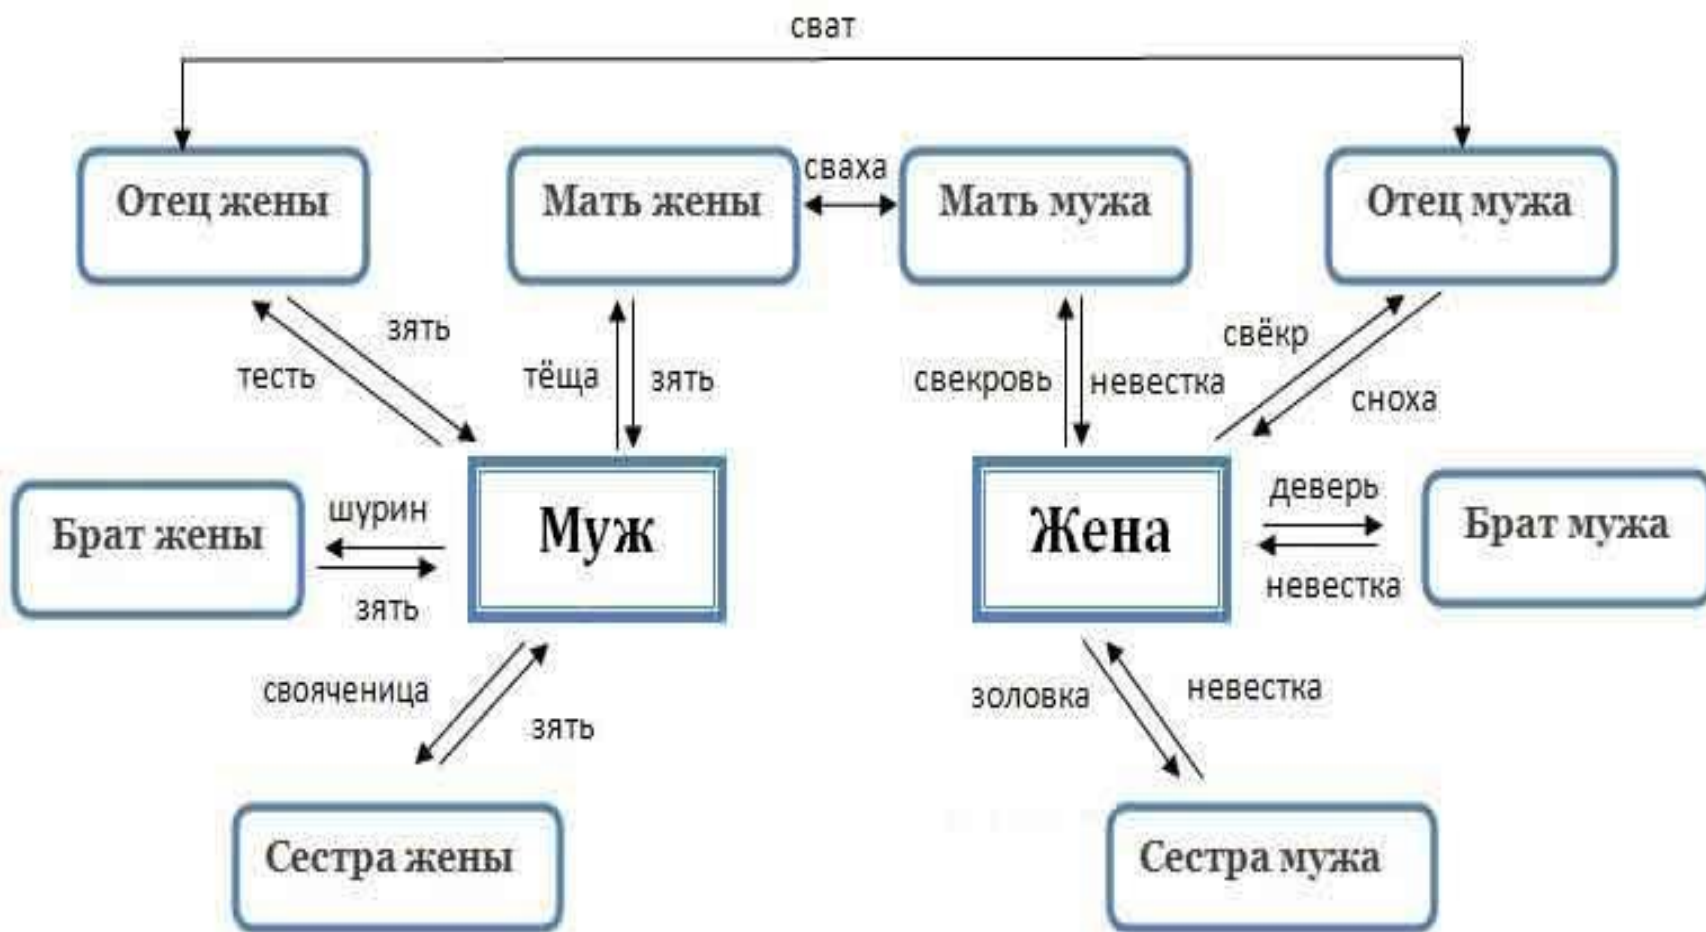 сват
Отец жены
Мать жены
сваха
Мать мужа
Отец мужа
зять
тесть
тёща
зять
свекровь
невестка
свёкр
сноха
Брат жены
шурин
зять
Муж
Жена
деверь
невестка
Брат мужа
свояченица
зять
золовка
невестка
Сестра жены
Сестра мужа